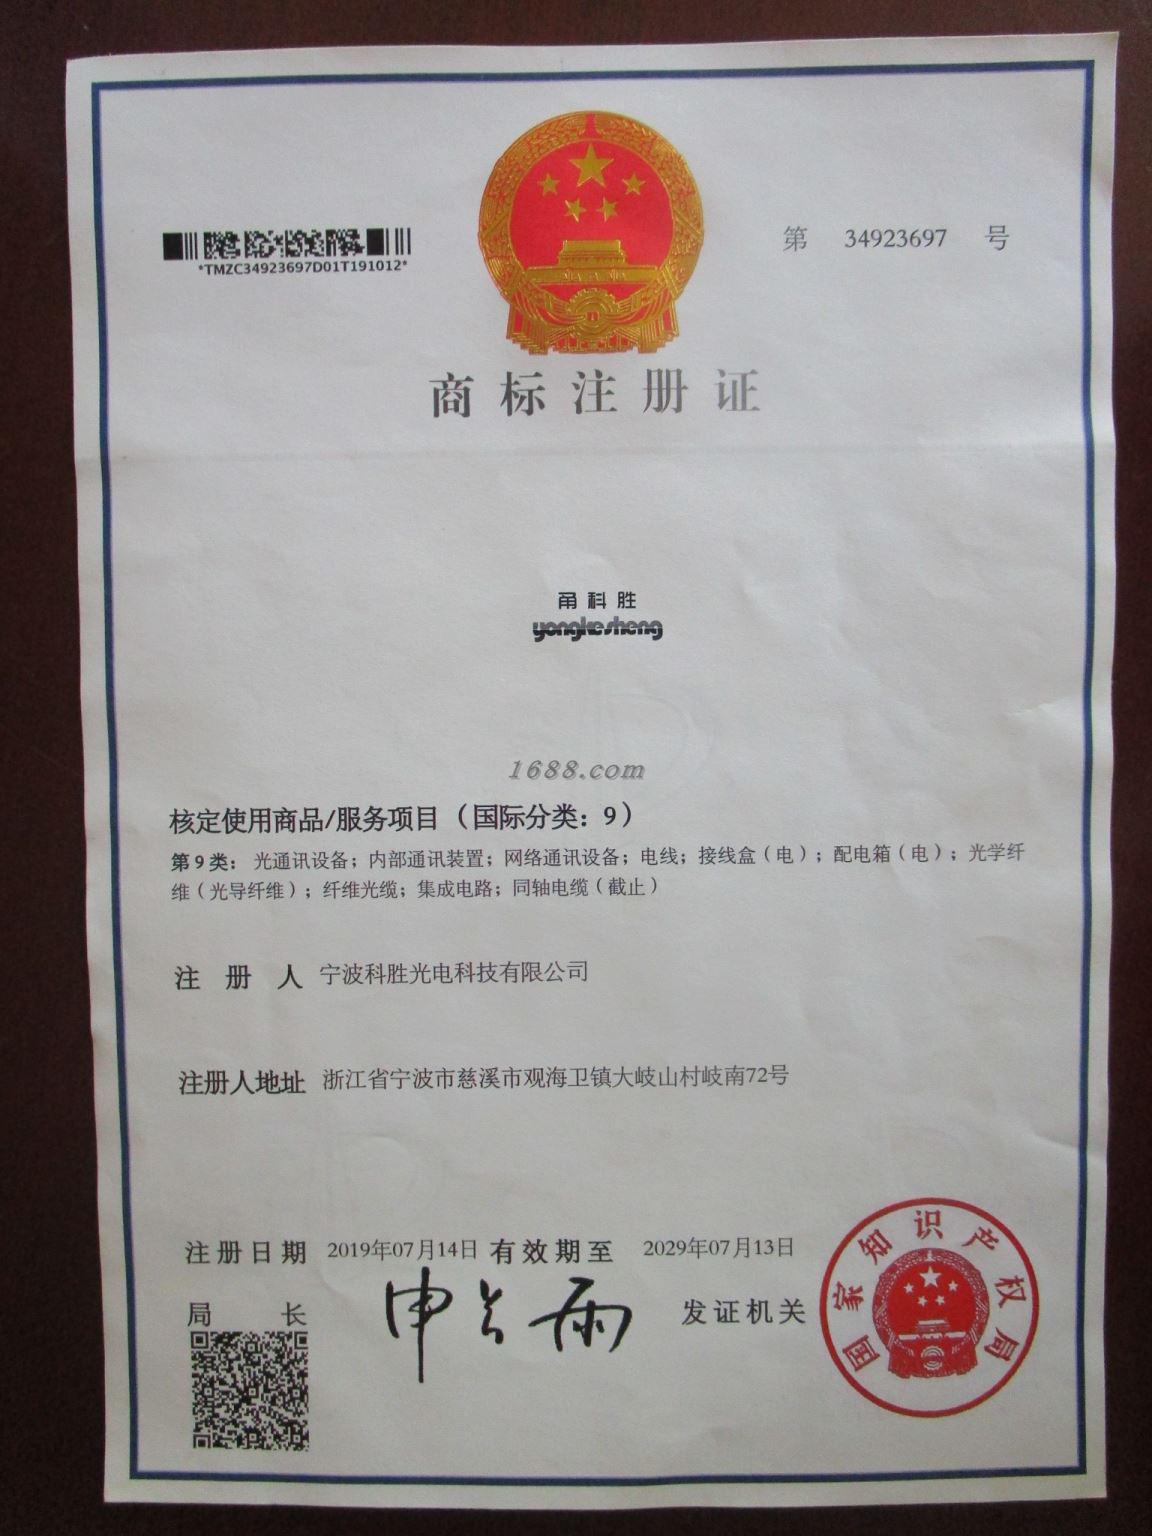 *TMZC34923697D01T191012*
第 34923697 号
商标注册证
甬科胜
yongkesheng
1688.com
核定使用商品/服务项目（国际分类：9）
第9类：光通讯设备；内部通讯装置；网络通讯设备；电线；接线盒（电）；配电箱（电）；光学纤
维（光导纤维）；纤维光缆；集成电路；同轴电缆（截止）
注册人 宁波科胜光电科技有限公司
注册人地址 浙江省宁波市慈溪市观海卫镇大岐山村岐南72号
注册日期 2019年07月14日 有效期至 2029年07月13日
局长 申长雨 发证机关
国家知识产权局